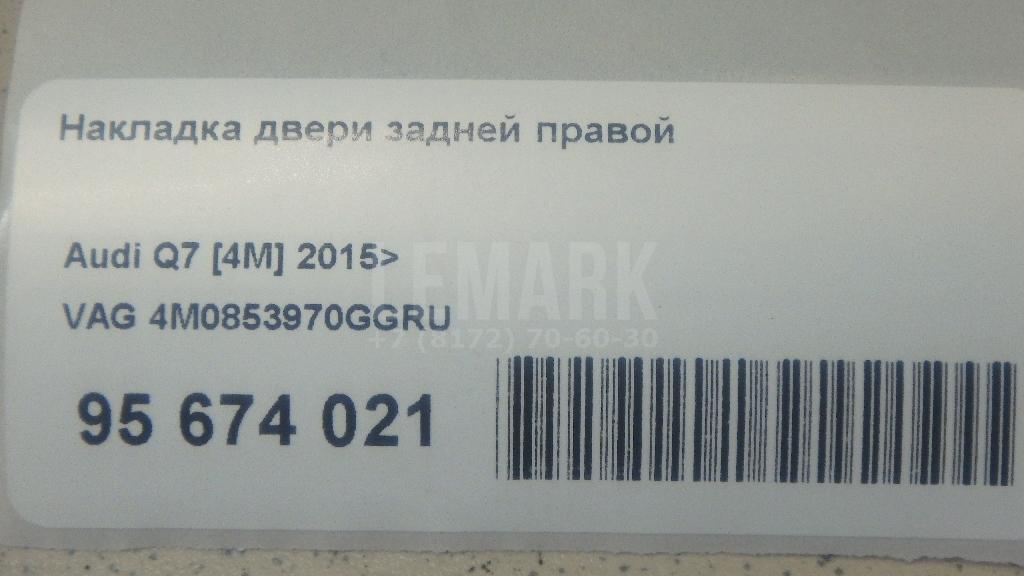 Накладка двери задней правой
Audi Q7 [4M] 2015>
LEMARK
VAG 4M0853970GGRU
+7 (8172) 70-60-30
95 674 021